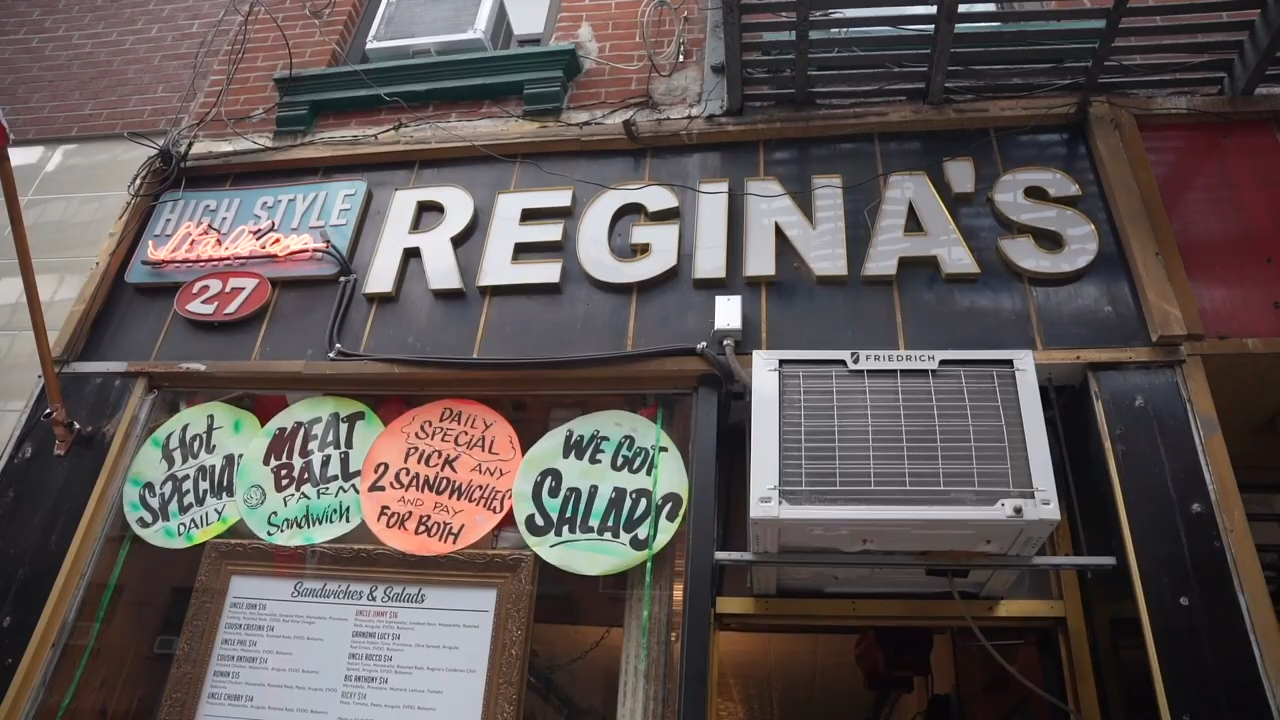 HIGH STYLE
Italian
27
REGINA'S
FRIEDRICH
Hot
SPECIAL
DAILY
MEAT
BALL
PARM
Sandwich
DAILY
SPECIAL
PICK ANY
2 SANDWICHES
AND PAY
FOR BOTH
WE GOT
SALADS
Sandwiches & Salads
UNCLE JOHN $16
COUSIN CRISTINA $14
UNCLE PHIL $14
COUSIN ANTHONY $14
ROMAN $15
UNCLE CHUBBY $14
UNCLE JIMMY $16
GRANDMA LUCY $14
UNCLE ROCCO $14
BIG ANTHONY $14
RICKY $14